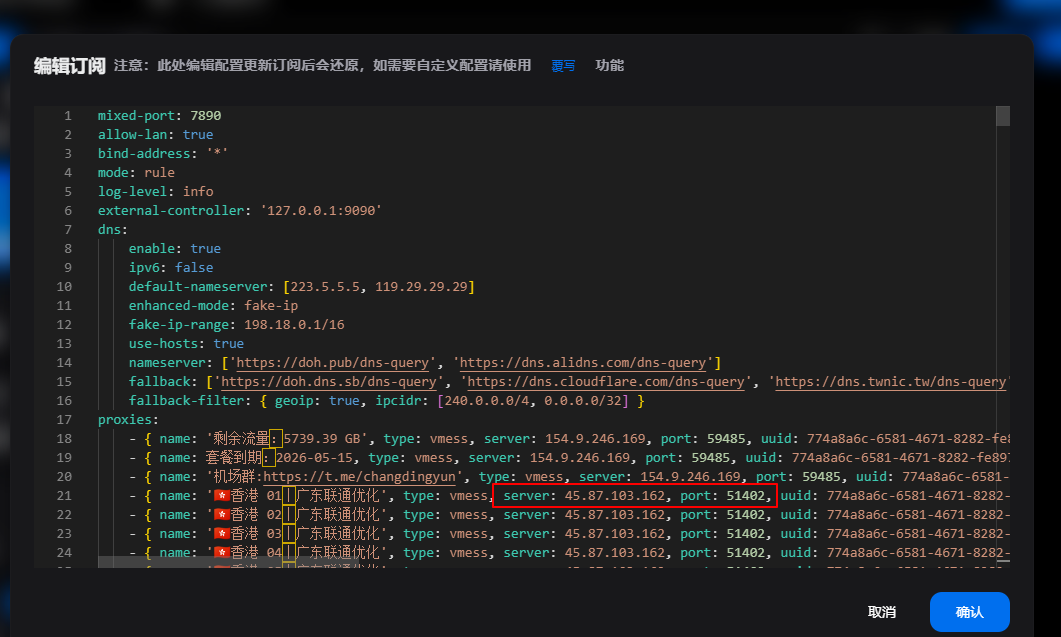 编辑订阅 注意：此处编辑配置更新订阅后会还原，如需要自定义配置请使用 覆写 功能
1 mixed-port: 7890
2 allow-lan: true
3 bind-address: '*'
4 mode: rule
5 log-level: info
6 external-controller: '127.0.0.1:9090'
7 dns:
8 enable: true
9 ipv6: false
10 default-nameserver: [223.5.5.5, 119.29.29.29]
11 enhanced-mode: fake-ip
12 fake-ip-range: 198.18.0.1/16
13 use-hosts: true
14 nameserver: ['https://doh.pub/dns-query', 'https://dns.alidns.com/dns-query']
15 fallback: ['https://doh.dns.sb/dns-query', 'https://dns.cloudflare.com/dns-query', 'https://dns.twnic.tw/dns-query'
16 fallback-filter: { geoip: true, ipcidr: [240.0.0.0/4, 0.0.0.0/32] }
17 proxies:
18 - { name: '剩余流量：5739.39 GB', type: vmess, server: 154.9.246.169, port: 59485, uuid: 774a8a6c-6581-4671-8282-fe8
19 - { name: 套餐到期：2026-05-15, type: vmess, server: 154.9.246.169, port: 59485, uuid: 774a8a6c-6581-4671-8282-fe897
20 - { name: '机场群:https://t.me/changdingyun', type: vmess, server: 154.9.246.169, port: 59485, uuid: 774a8a6c-6581-4671-8282
21 - { name: '🇭🇰香港 01｜广东联通优化', type: vmess, server: 45.87.103.162, port: 51402, uuid: 774a8a6c-6581-4671-8282-
22 - { name: '🇭🇰香港 02｜广东联通优化', type: vmess, server: 45.87.103.162, port: 51402, uuid: 774a8a6c-6581-4671-8282-
23 - { name: '🇭🇰香港 03｜广东联通优化', type: vmess, server: 45.87.103.162, port: 51402, uuid: 774a8a6c-6581-4671-8282-
24 - { name: '🇭🇰香港 04｜广东联通优化', type: vmess, server: 45.87.103.162, port: 51402, uuid: 774a8a6c-6581-4671-8282-
取消 确认